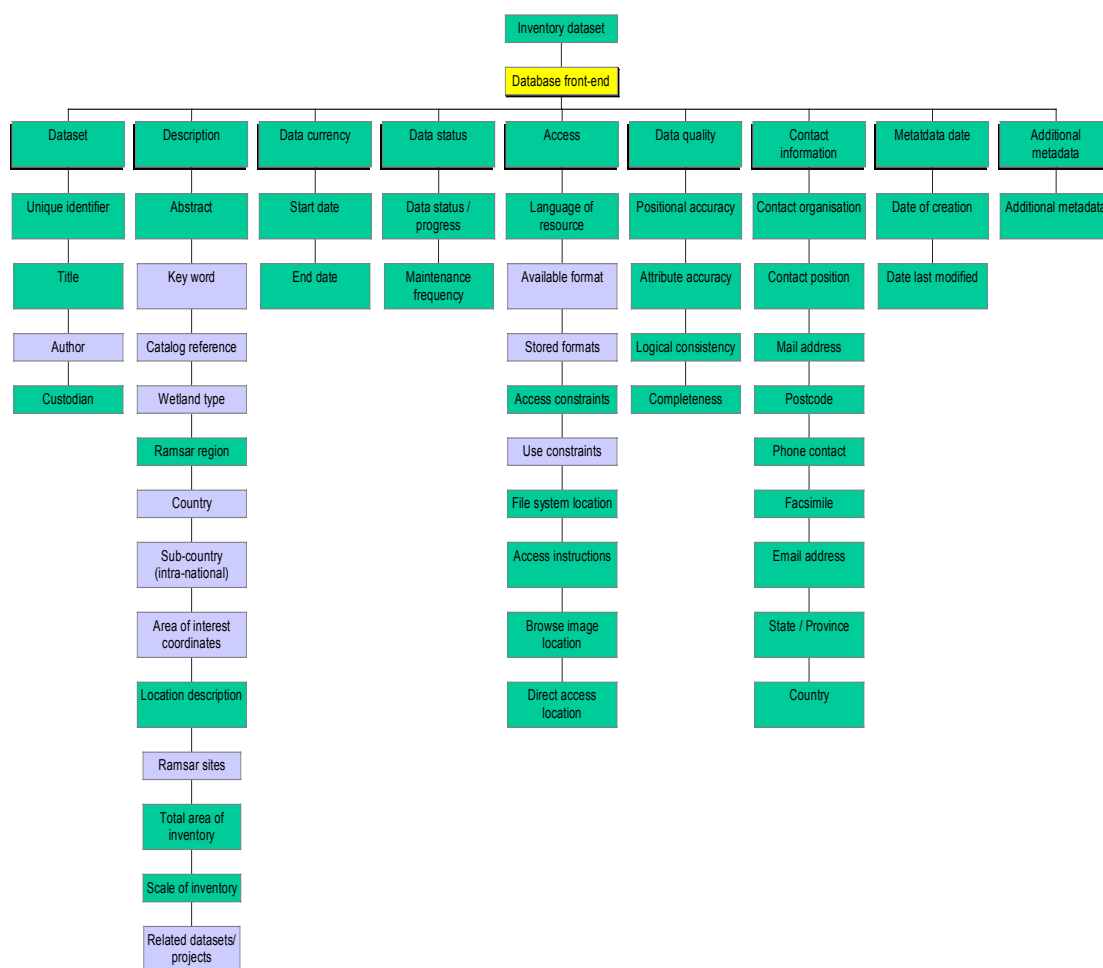 Inventory dataset
Database front-end
Dataset
Description
Data currency
Data status
Access
Data quality
Contact
information
Metatdata date
Additional
metadata
Unique identifier
Abstract
Start date
Data status /
progress
Language of
resource
Positional accuracy
Contact organisation
Date of creation
Additional metadata
Title
Key word
End date
Maintenance
frequency
Available format
Attribute accuracy
Contact position
Date last modified
Author
Catalog reference
Stored formats
Logical consistency
Mail address
Custodian
Wetland type
Access constraints
Completeness
Postcode
Ramsar region
Use constraints
Phone contact
Country
File system location
Facsimile
Sub-country
(intra-national)
Access instructions
Email address
Area of interest
coordinates
Browse image
location
State / Province
Location description
Direct access
location
Country
Ramsar sites
Total area of
inventory
Scale of inventory
Related datasets/
projects